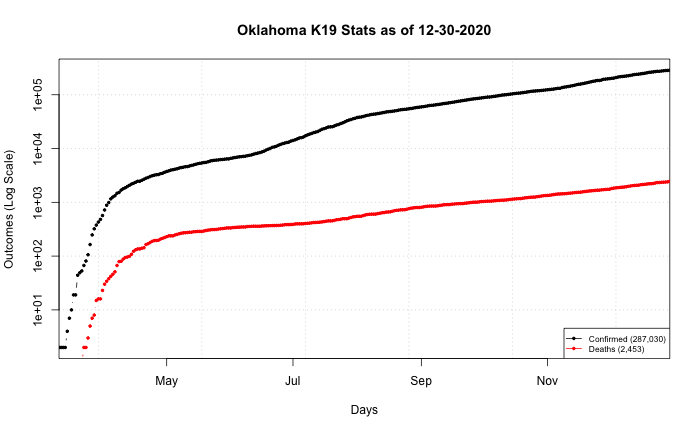 Oklahoma K19 Stats as of 12-30-2020
Outcomes (Log Scale)
1e+05
1e+04
1e+03
1e+02
1e+01
Confirmed (287,030)
Deaths (2,453)
May Jul Sep Nov
Days